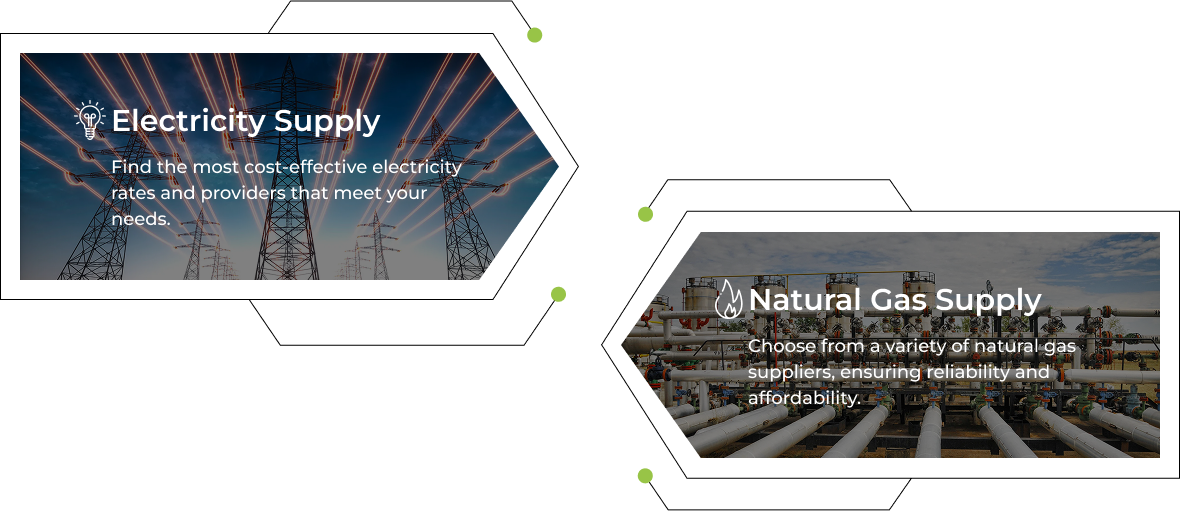 Electricity Supply
Find the most cost-effective electricity
rates and providers that meet your
needs.
Natural Gas Supply
Choose from a variety of natural gas
suppliers, ensuring reliability and
affordability.